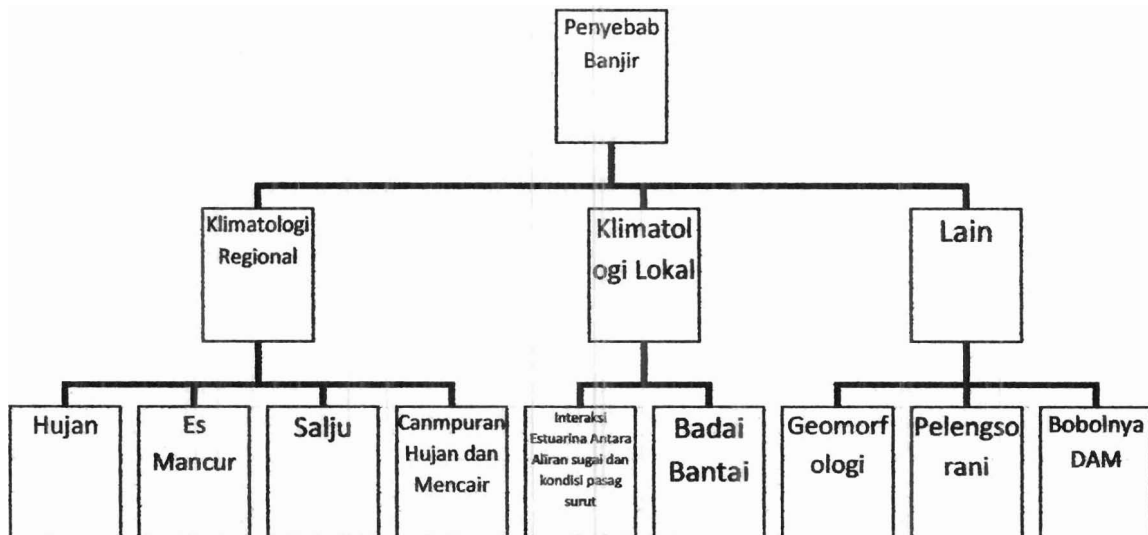 Penyebab
Banjir
Klimatologi
Regional
Klimatol
ogi Lokal
Lain
Hujan
Es
Mancur
Salju
Canmpuran
Hujan dan
Mencair
Interaksi
Estuarina Antara
Aliran sugai dan
kondisi pasag
surut
Badai
Bantai
Geomorf
ologi
Pelengso
rani
Bobolnya
DAM